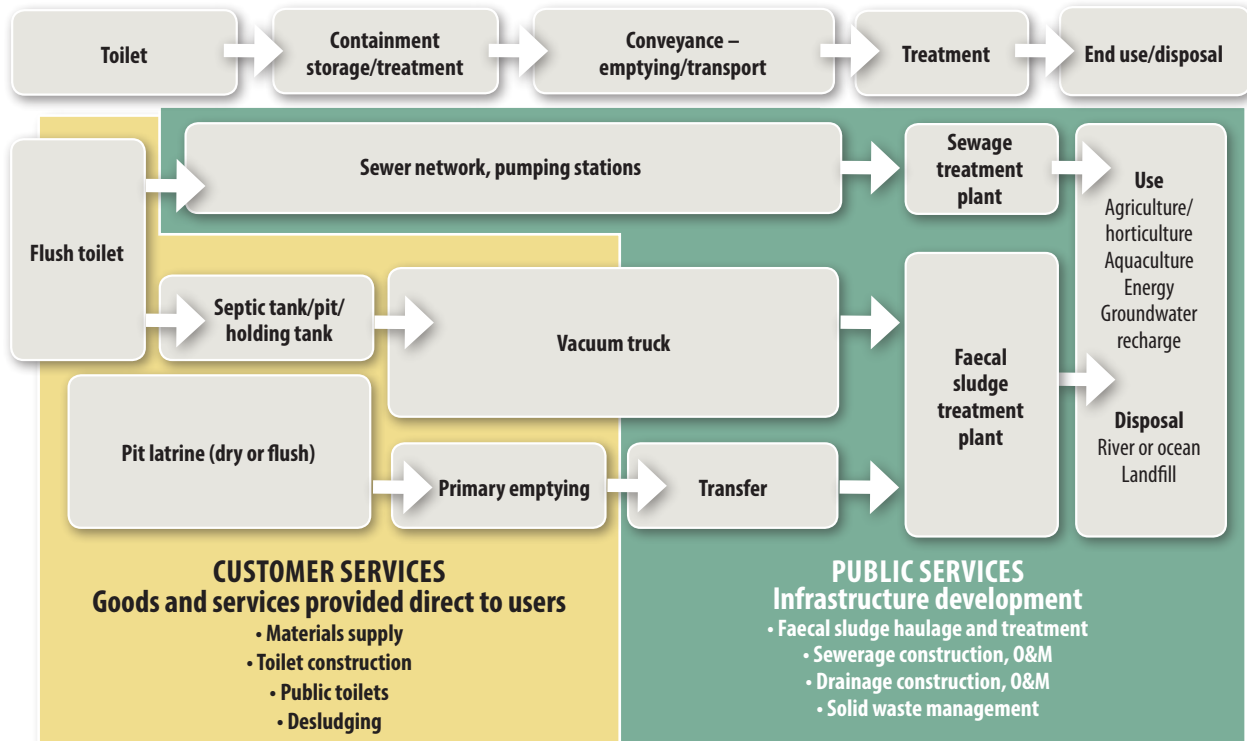 Toilet
Containment
storage/treatment
Conveyance –
emptying/transport
Treatment
End use/disposal
Flush toilet
Sewer network, pumping stations
Sewage
treatment
plant
Use
Agriculture/
horticulture
Aquaculture
Energy
Groundwater
recharge
Septic tank/pit/
holding tank
Vacuum truck
Faecal
sludge
treatment
plant
Disposal
River or ocean
Landfill
Pit latrine (dry or flush)
Primary emptying
Transfer
CUSTOMER SERVICES
Goods and services provided direct to users
• Materials supply
• Toilet construction
• Public toilets
• Desludging
PUBLIC SERVICES
Infrastructure development
• Faecal sludge haulage and treatment
• Sewerage construction, O&M
• Drainage construction, O&M
• Solid waste management